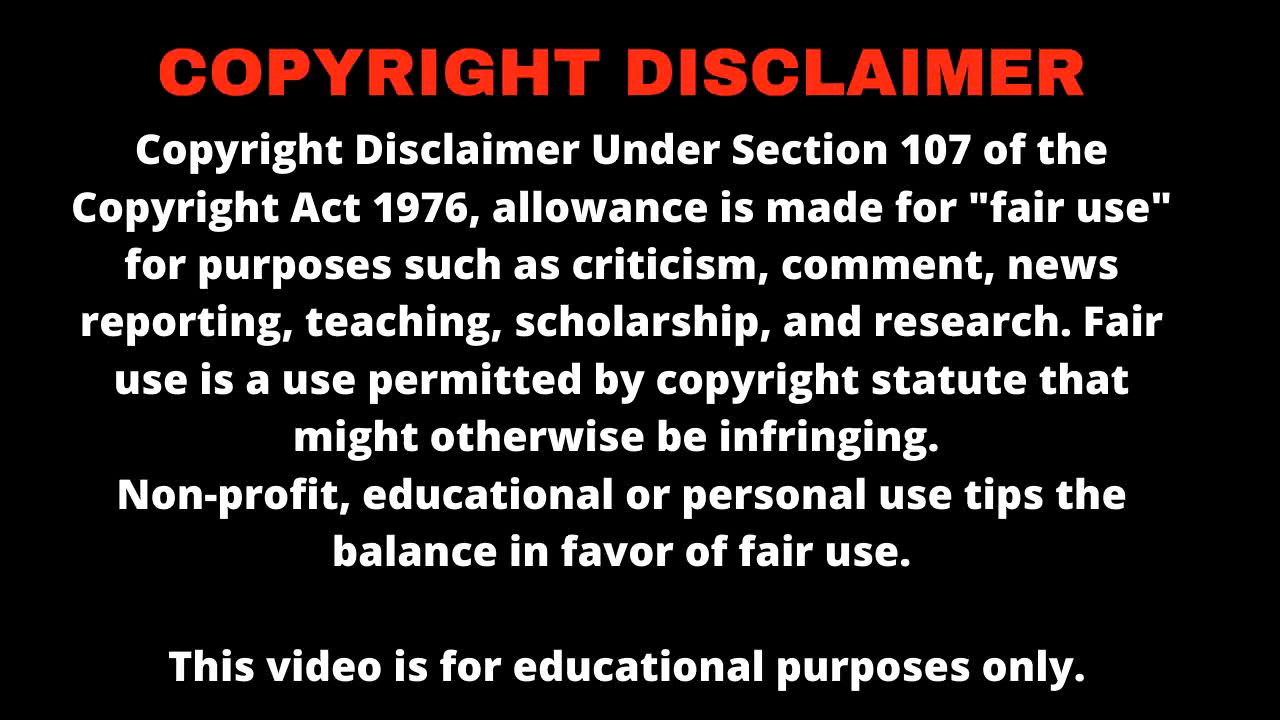 COPYRIGHT DISCLAIMER
Copyright Disclaimer Under Section 107 of the
Copyright Act 1976, allowance is made for "fair use"
for purposes such as criticism, comment, news
reporting, teaching, scholarship, and research. Fair
use is a use permitted by copyright statute that
might otherwise be infringing.
Non-profit, educational or personal use tips the
balance in favor of fair use.
This video is for educational purposes only.